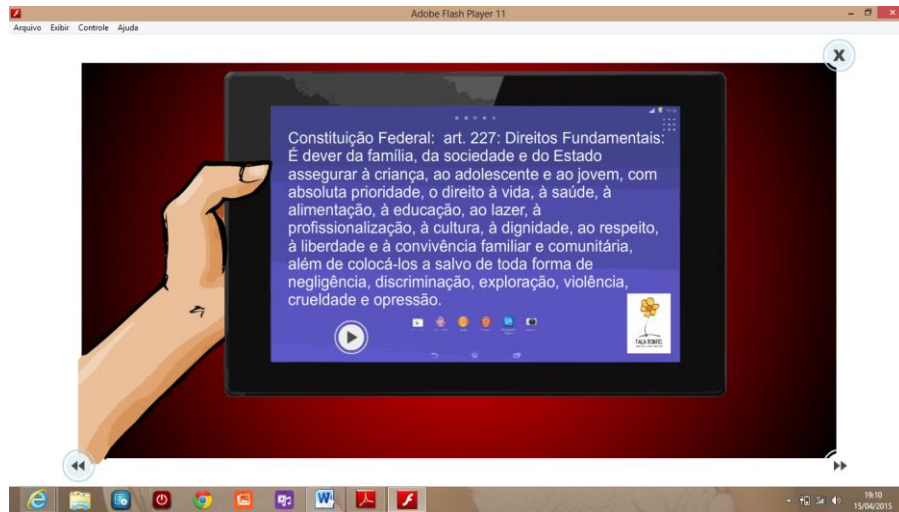 Adobe Flash Player 11
Arquivo Exibir Controle Ajuda
X
Constituição Federal: art. 227: Direitos Fundamentais:
É dever da família, da sociedade e do Estado
assegurar à criança, ao adolescente e ao jovem, com
absoluta prioridade, o direito à vida, à saúde, à
alimentação, à educação, ao lazer, à
profissionalização, à cultura, à dignidade, ao respeito,
à liberdade e à convivência familiar e comunitária,
além de colocá-los a salvo de toda forma de
negligência, discriminação, exploração, violência,
crueldade e opressão.
FAÇA BONITO
19:10
15/04/2015